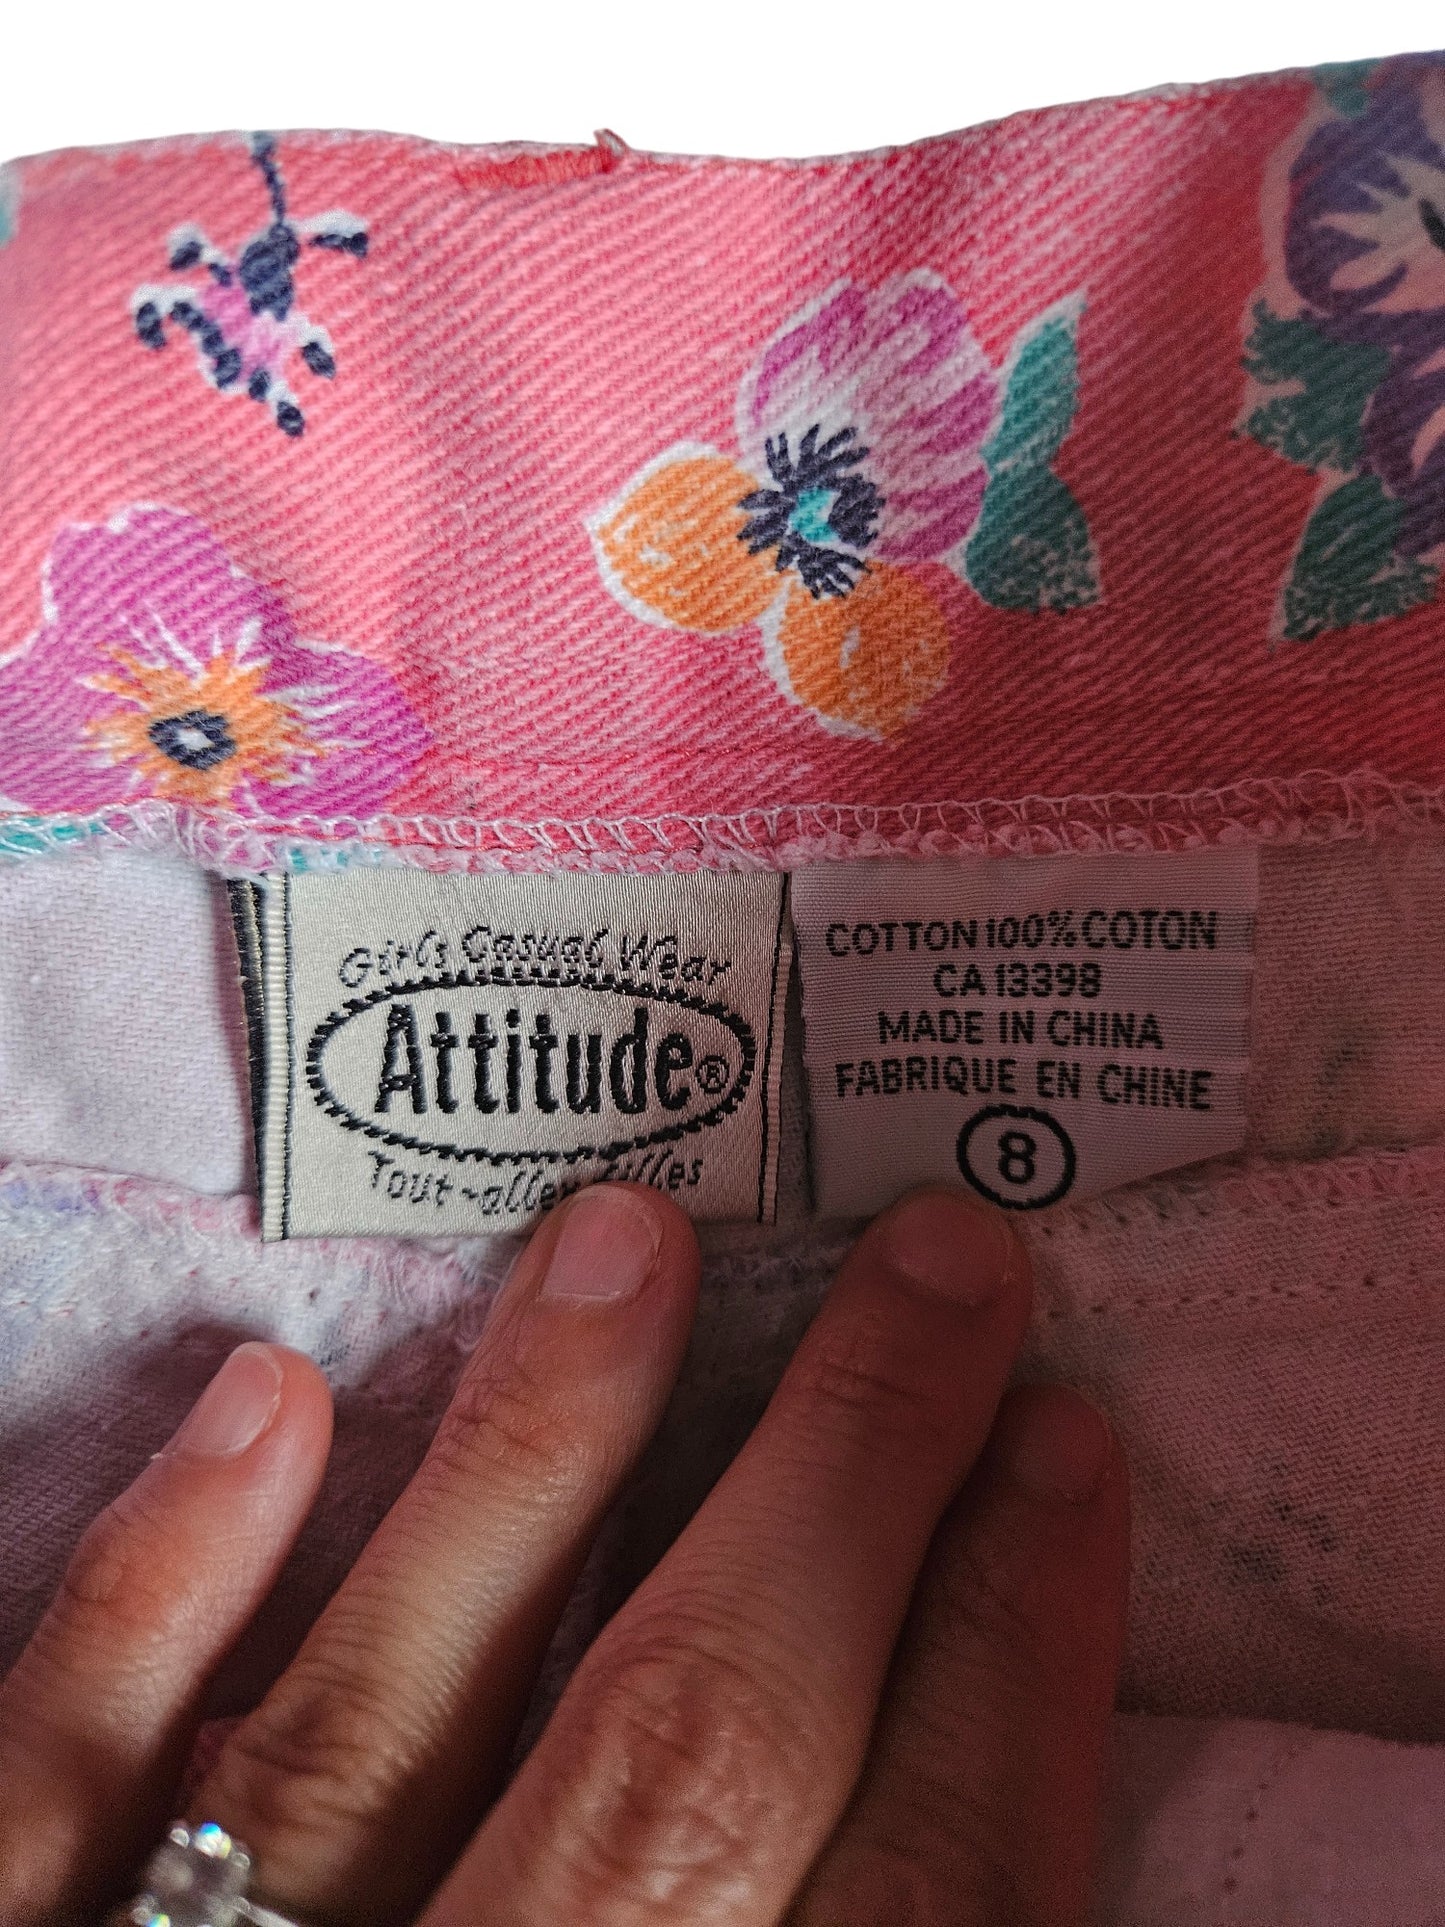 Girls Casual Wear
Attitude®
Tout-aller filles
COTTON 100% COTON
CA 13398
MADE IN CHINA
FABRIQUE EN CHINE
8